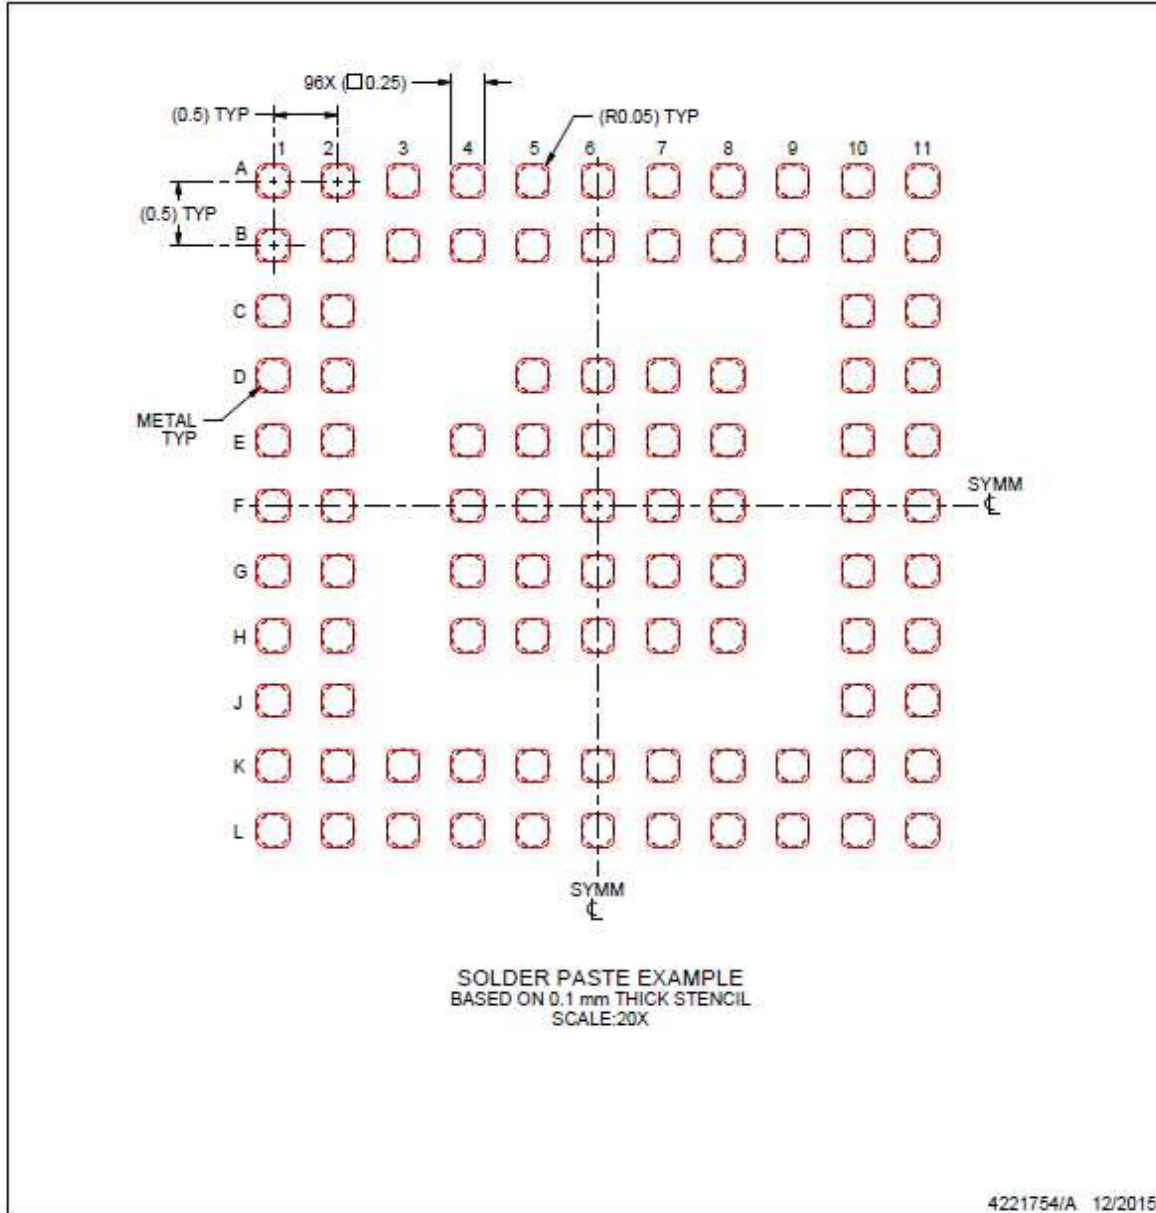 96X (□0.25)
(0.5) TYP
(R0.05) TYP
1 2 3 4 5 6 7 8 9 10 11
A
(0.5) TYP
B
C
D
METAL
TYP
E
SYMM
℄
F
G
H
J
K
L
SYMM
℄
SOLDER PASTE EXAMPLE
BASED ON 0.1 mm THICK STENCIL
SCALE:20X
4221754/A 12/2015